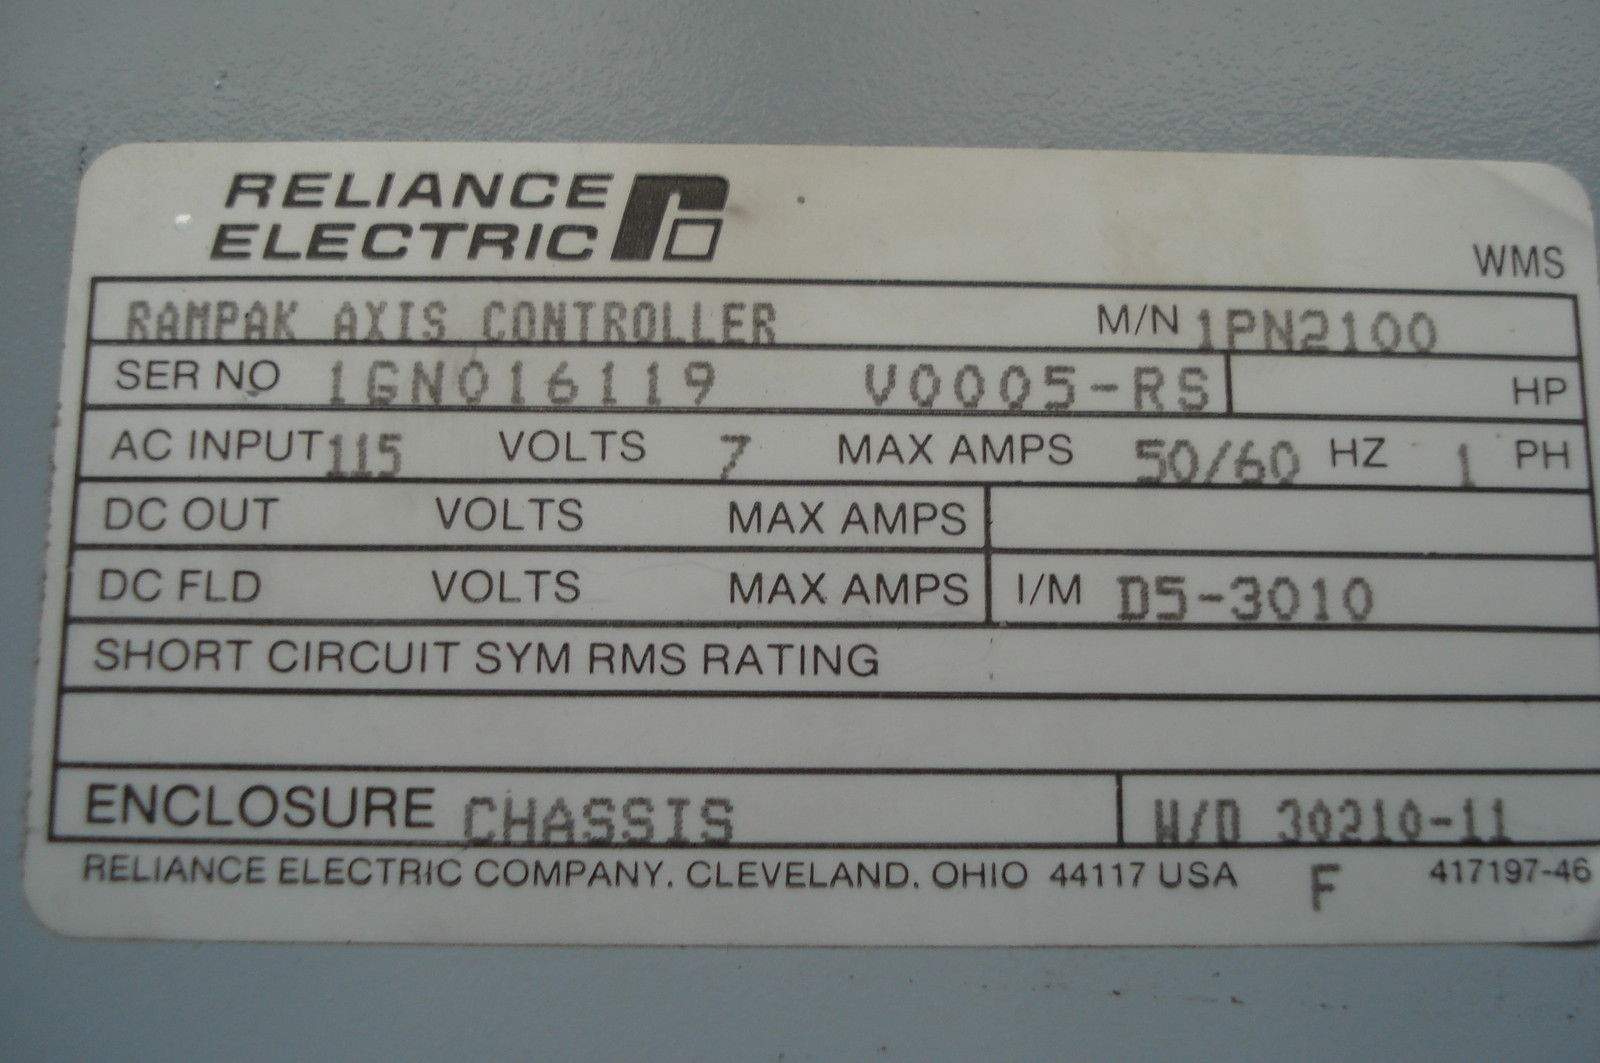 RELIANCE
ELECTRIC
WMS
RAMPAK AXIS CONTROLLER M/N 1PN2100
SER NO 1GN016119 V0005-RS HP
AC INPUT 115 VOLTS 7 MAX AMPS 50/60 HZ 1 PH
DC OUT VOLTS MAX AMPS
DC FLD VOLTS MAX AMPS I/M D5-3010
SHORT CIRCUIT SYM RMS RATING
ENCLOSURE CHASSIS W/D 30210-11
RELIANCE ELECTRIC COMPANY. CLEVELAND. OHIO 44117 USA F 417197-46